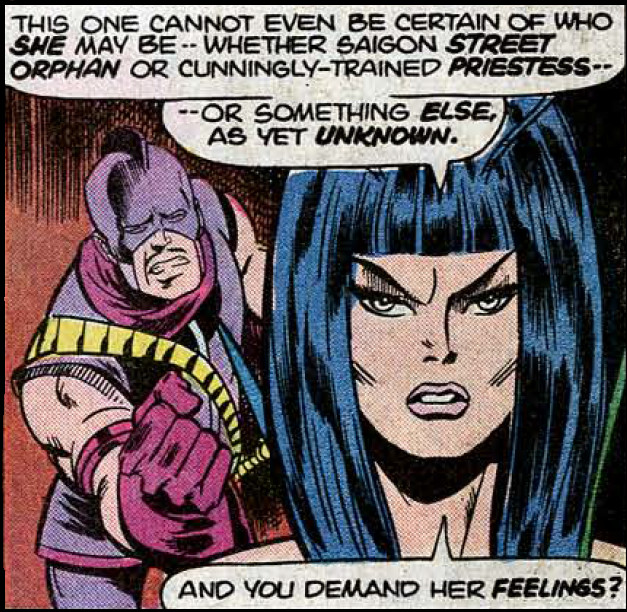 THIS ONE CANNOT EVEN BE CERTAIN OF WHO
SHE MAY BE -- WHETHER SAIGON STREET
ORPHAN OR CUNNINGLY-TRAINED PRIESTESS--
--OR SOMETHING ELSE,
AS YET UNKNOWN.
AND YOU DEMAND HER FEELINGS?